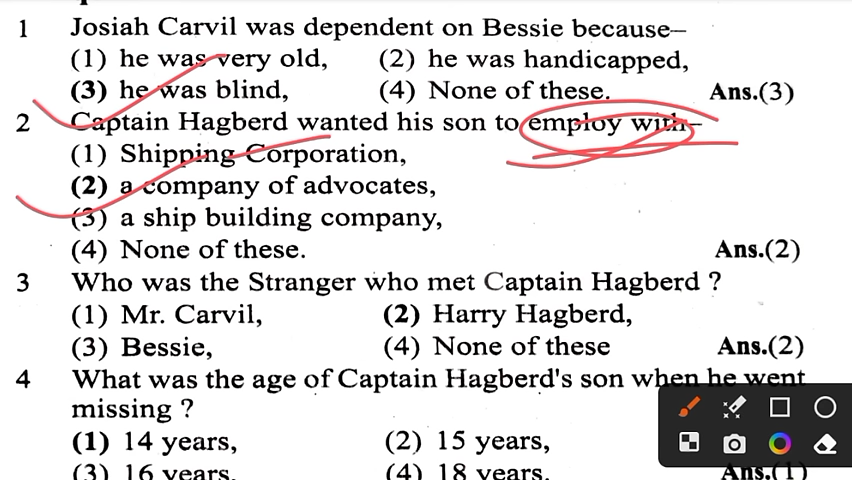 1 Josiah Carvil was dependent on Bessie because–
(1) he was very old, (2) he was handicapped,
(3) he was blind, (4) None of these. Ans.(3)
2 Captain Hagberd wanted his son to employ with–
(1) Shipping Corporation,
(2) a company of advocates,
(3) a ship building company,
(4) None of these. Ans.(2)
3 Who was the Stranger who met Captain Hagberd ?
(1) Mr. Carvil, (2) Harry Hagberd,
(3) Bessie, (4) None of these Ans.(2)
4 What was the age of Captain Hagberd's son when he went
missing ?
(1) 14 years, (2) 15 years,
(3) 16 years, (4) 18 years. Ans.(1)